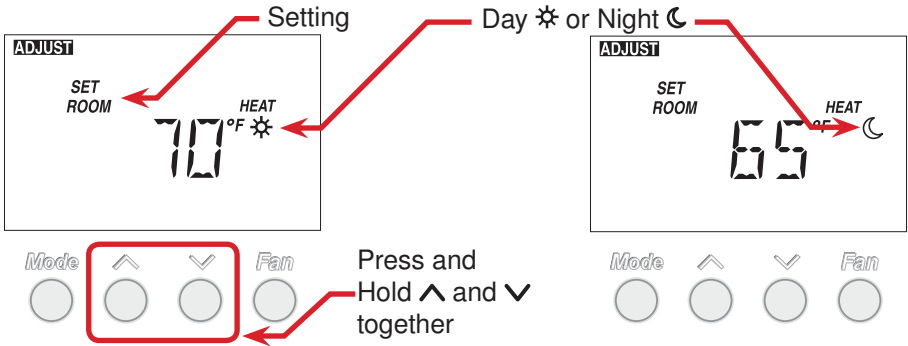 Setting
Day ☼ or Night ☾
ADJUST
SET
ROOM
HEAT
70°F
Mode
Fan
Press and
Hold ∧ and ∨
together
ADJUST
SET
ROOM
HEAT
65°F
Mode
Fan